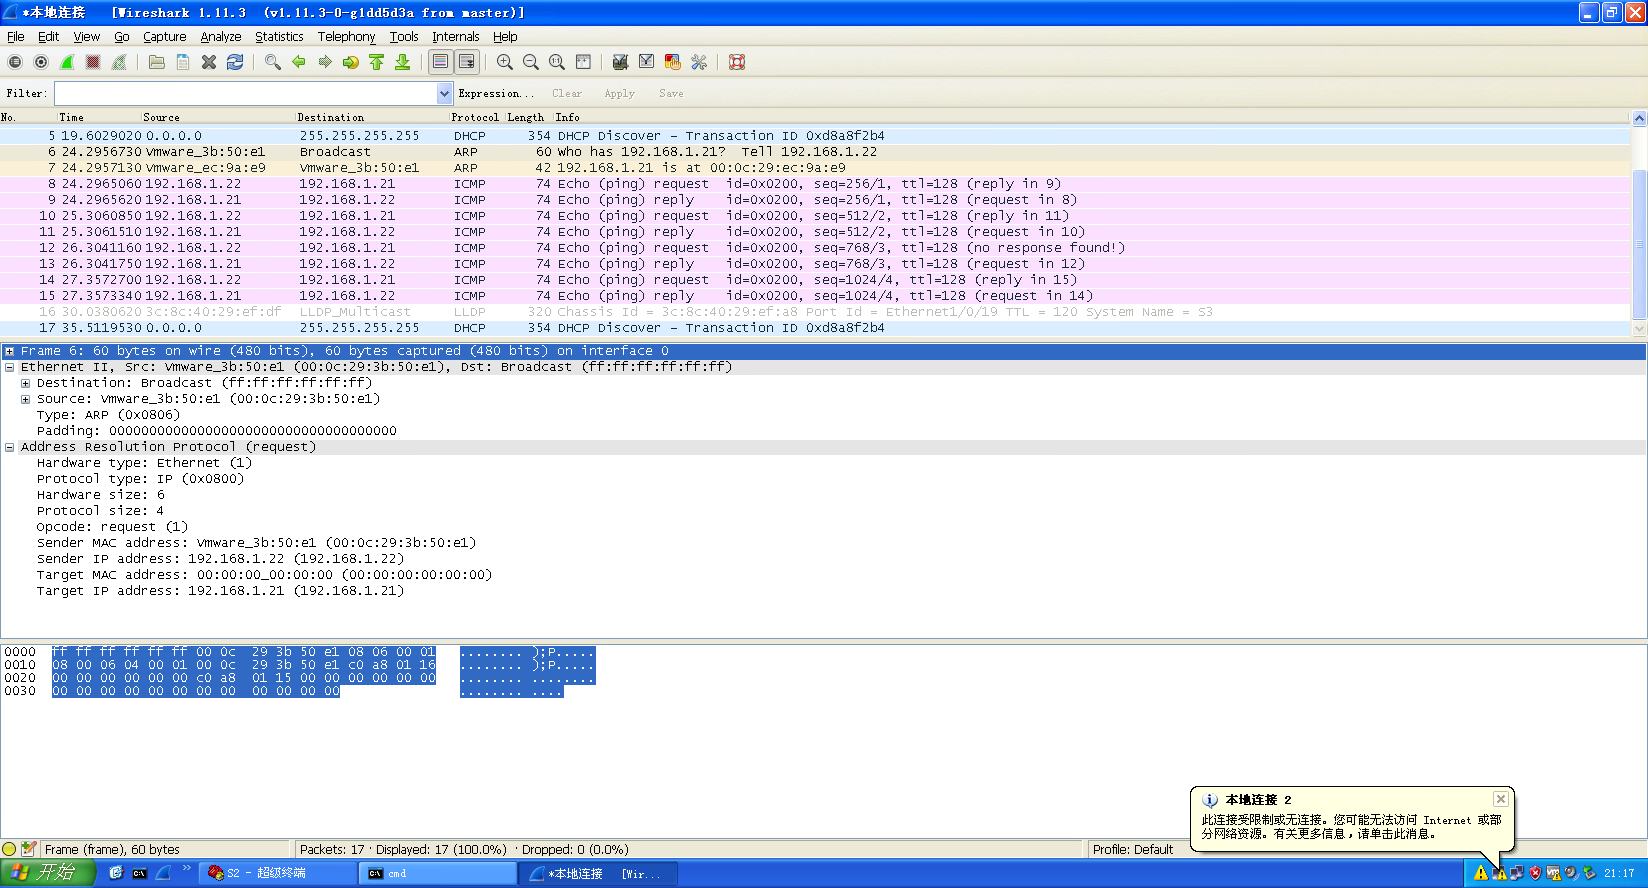 *本地连接 [Wireshark 1.11.3 (v1.11.3-0-g1dd5d3a from master)]
File Edit View Go Capture Analyze Statistics Telephony Tools Internals Help
Filter: Expression... Clear Apply Save
No. Time Source Destination Protocol Length Info
5 19.6029020 0.0.0.0 255.255.255.255 DHCP 354 DHCP Discover - Transaction ID 0xd8a8f2b4
6 24.2956730 Vmware_3b:50:e1 Broadcast ARP 60 Who has 192.168.1.21? Tell 192.168.1.22
7 24.2957130 Vmware_ec:9a:e9 Vmware_3b:50:e1 ARP 42 192.168.1.21 is at 00:0c:29:ec:9a:e9
8 24.2965060 192.168.1.22 192.168.1.21 ICMP 74 Echo (ping) request id=0x0200, seq=256/1, ttl=128 (reply in 9)
9 24.2965620 192.168.1.21 192.168.1.22 ICMP 74 Echo (ping) reply id=0x0200, seq=256/1, ttl=128 (request in 8)
10 25.3060850 192.168.1.22 192.168.1.21 ICMP 74 Echo (ping) request id=0x0200, seq=512/2, ttl=128 (reply in 11)
11 25.3061510 192.168.1.21 192.168.1.22 ICMP 74 Echo (ping) reply id=0x0200, seq=512/2, ttl=128 (request in 10)
12 26.3041160 192.168.1.22 192.168.1.21 ICMP 74 Echo (ping) request id=0x0200, seq=768/3, ttl=128 (no response found!)
13 26.3041750 192.168.1.21 192.168.1.22 ICMP 74 Echo (ping) reply id=0x0200, seq=768/3, ttl=128 (request in 12)
14 27.3572700 192.168.1.22 192.168.1.21 ICMP 74 Echo (ping) request id=0x0200, seq=1024/4, ttl=128 (reply in 15)
15 27.3573340 192.168.1.21 192.168.1.22 ICMP 74 Echo (ping) reply id=0x0200, seq=1024/4, ttl=128 (request in 14)
16 30.0380620 3c:8c:40:29:ef:df LLDP_Multicast LLDP 320 Chassis Id = 3c:8c:40:29:ef:a8 Port Id = Ethernet1/0/19 TTL = 120 System Name = S3
17 35.5119530 0.0.0.0 255.255.255.255 DHCP 354 DHCP Discover - Transaction ID 0xd8a8f2b4
Frame 6: 60 bytes on wire (480 bits), 60 bytes captured (480 bits) on interface 0
Ethernet II, Src: Vmware_3b:50:e1 (00:0c:29:3b:50:e1), Dst: Broadcast (ff:ff:ff:ff:ff:ff)
Destination: Broadcast (ff:ff:ff:ff:ff:ff)
Source: Vmware_3b:50:e1 (00:0c:29:3b:50:e1)
Type: ARP (0x0806)
Padding: 000000000000000000000000000000000000
Address Resolution Protocol (request)
Hardware type: Ethernet (1)
Protocol type: IP (0x0800)
Hardware size: 6
Protocol size: 4
Opcode: request (1)
Sender MAC address: Vmware_3b:50:e1 (00:0c:29:3b:50:e1)
Sender IP address: 192.168.1.22 (192.168.1.22)
Target MAC address: 00:00:00_00:00:00 (00:00:00:00:00:00)
Target IP address: 192.168.1.21 (192.168.1.21)
0000 ff ff ff ff ff ff 00 0c 29 3b 50 e1 08 06 00 01 ........ );P.....
0010 08 00 06 04 00 01 00 0c 29 3b 50 e1 c0 a8 01 16 ........ );P.....
0020 00 00 00 00 00 00 c0 a8 01 15 00 00 00 00 00 00 ........ ........
0030 00 00 00 00 00 00 00 00 00 00 00 00 ........ ....
本地连接 2
此连接受限制或无连接。您可能无法访问 Internet 或部
分网络资源。有关更多信息，请单击此消息。
Frame (frame), 60 bytes Packets: 17 · Displayed: 17 (100.0%) · Dropped: 0 (0.0%) Profile: Default
开始 S2 - 超级终端 cmd *本地连接 [Wir... 21:17